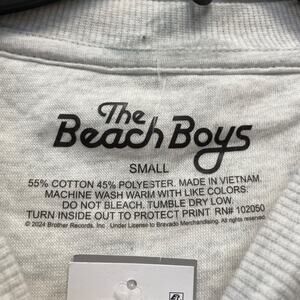 The
Beach Boys
SMALL
55% COTTON 45% POLYESTER. MADE IN VIETNAM.
MACHINE WASH WARM WITH LIKE COLORS.
DO NOT BLEACH. TUMBLE DRY LOW.
TURN INSIDE OUT TO PROTECT PRINT RN# 102050
© 2024 Brother Records, Inc. Under License to Bravado Merchandising. All rights reserved.